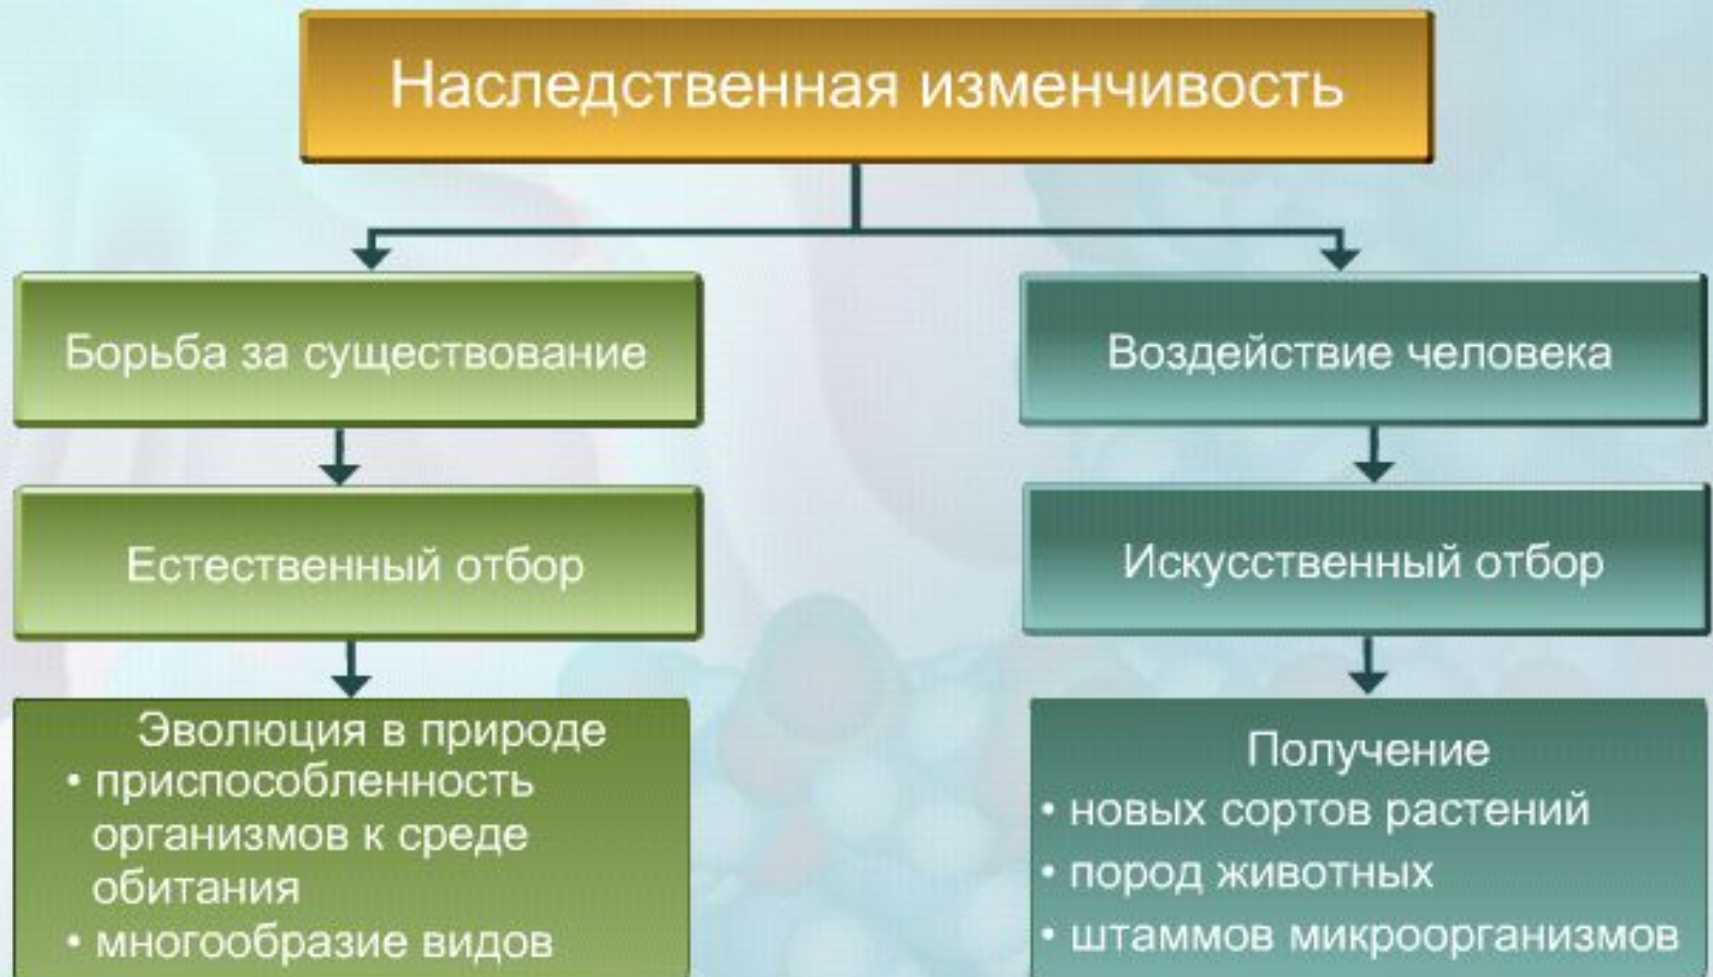 Наследственная изменчивость
Борьба за существование
Воздействие человека
Естественный отбор
Искусственный отбор
Эволюция в природе
• приспособленность
организмов к среде
обитания
• многообразие видов
Получение
• новых сортов растений
• пород животных
• штаммов микроорганизмов